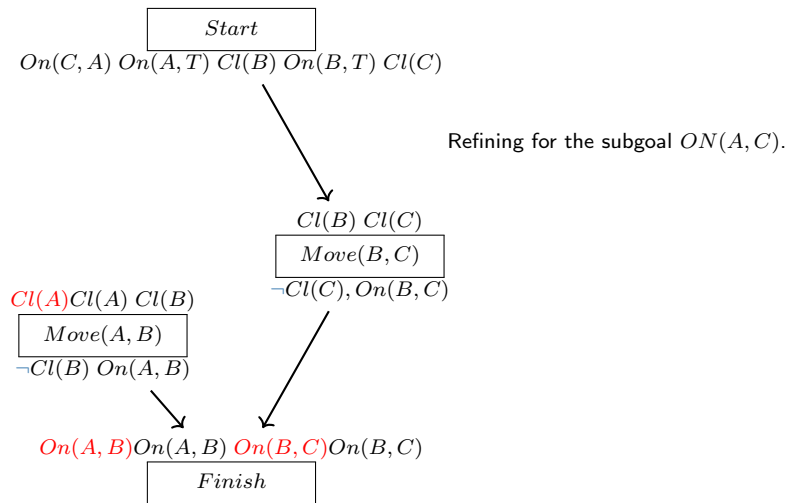 Start
On(C, A) On(A, T) Cl(B) On(B, T) Cl(C)
Refining for the subgoal ON(A, C).
Cl(B) Cl(C)
Move(B, C)
¬Cl(C), On(B, C)
Cl(A)Cl(A) Cl(B)
Move(A, B)
¬Cl(B) On(A, B)
On(A, B)On(A, B) On(B, C)On(B, C)
Finish